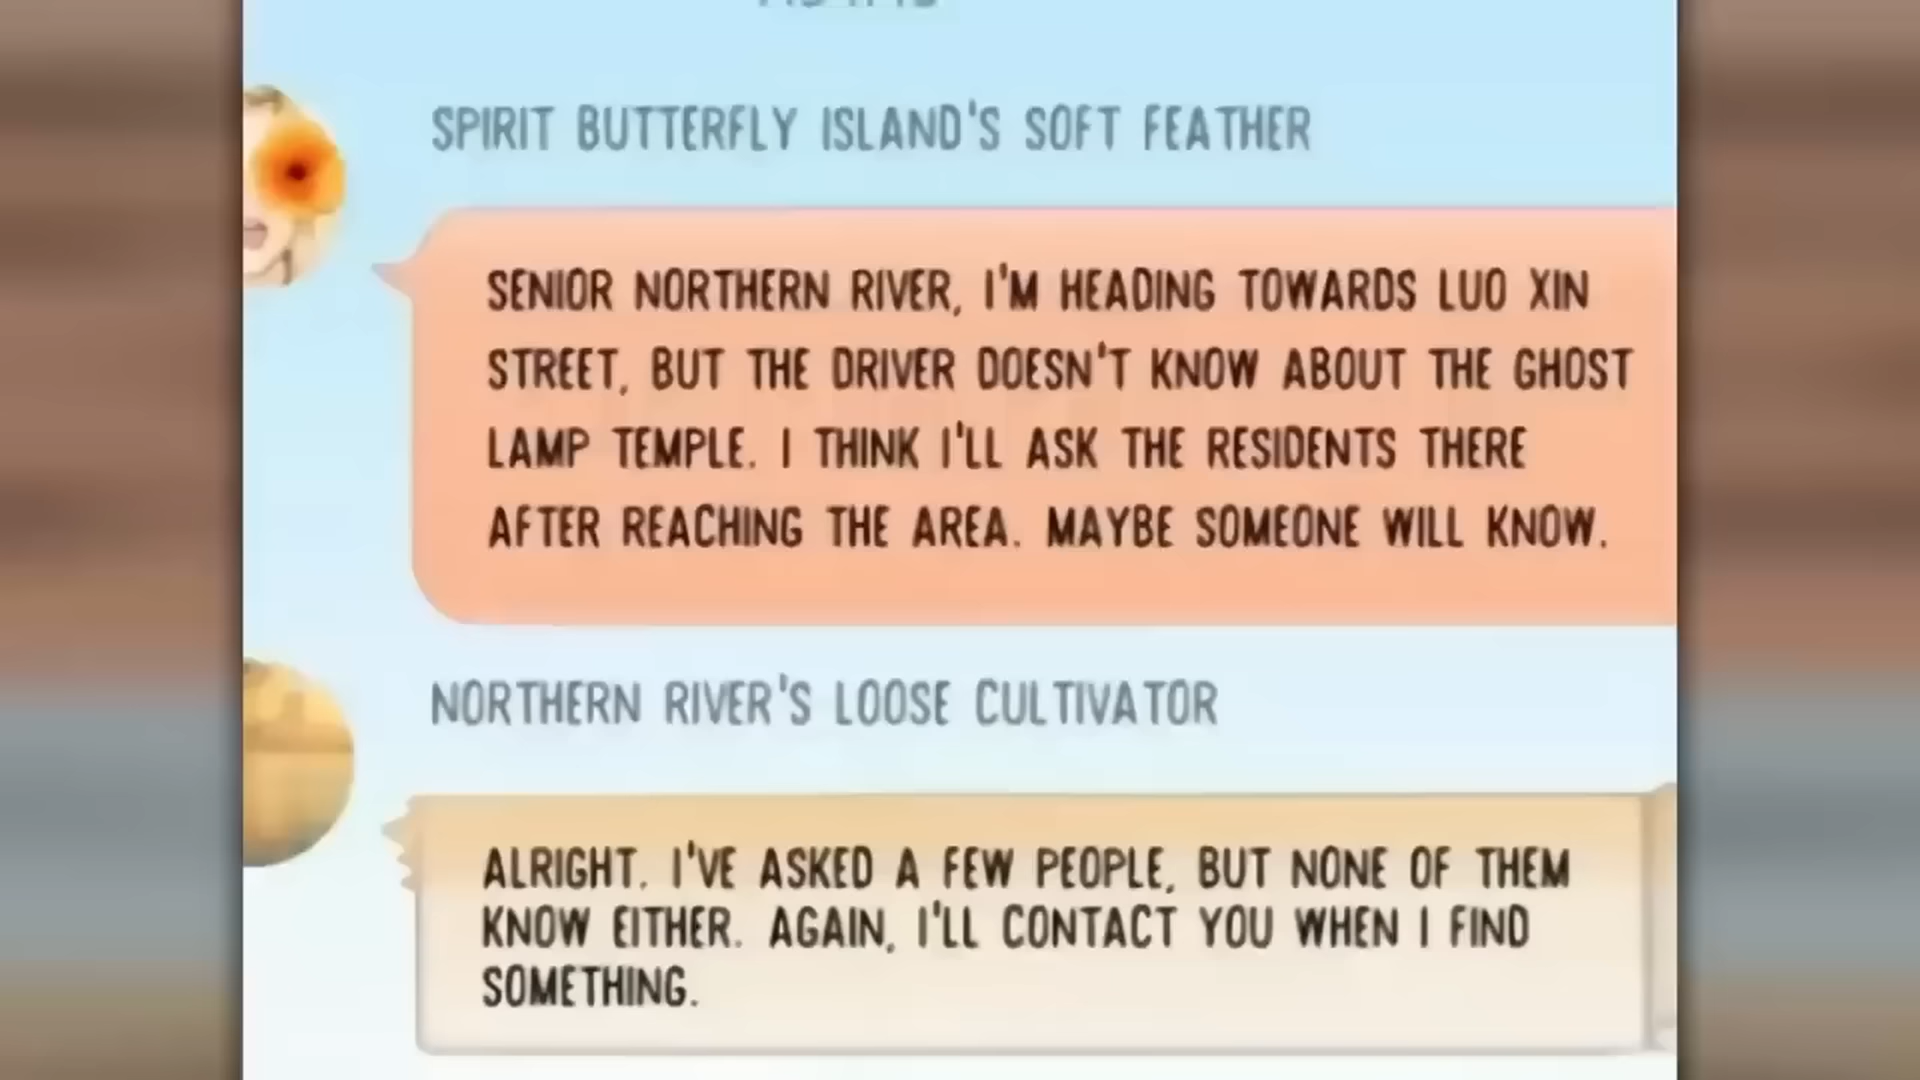 SPIRIT BUTTERFLY ISLAND'S SOFT FEATHER
SENIOR NORTHERN RIVER, I'M HEADING TOWARDS LUO XIN
STREET, BUT THE DRIVER DOESN'T KNOW ABOUT THE GHOST
LAMP TEMPLE. I THINK I'LL ASK THE RESIDENTS THERE
AFTER REACHING THE AREA. MAYBE SOMEONE WILL KNOW.
NORTHERN RIVER'S LOOSE CULTIVATOR
ALRIGHT. I'VE ASKED A FEW PEOPLE, BUT NONE OF THEM
KNOW EITHER. AGAIN, I'LL CONTACT YOU WHEN I FIND
SOMETHING.